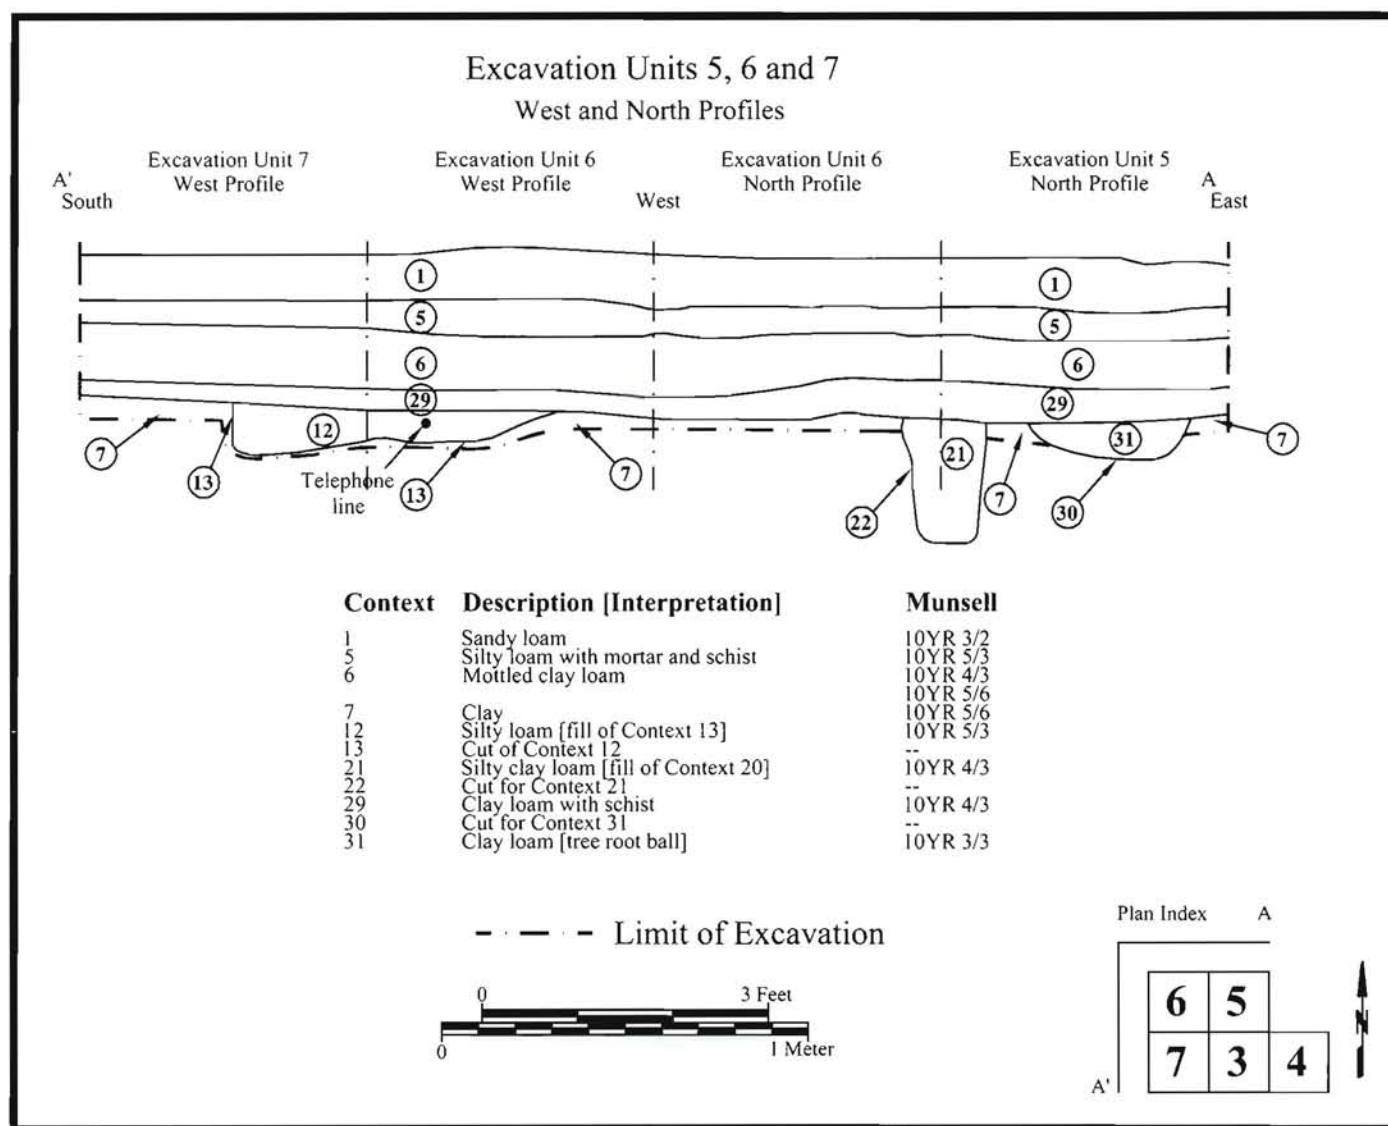 Excavation Units 5, 6 and 7
West and North Profiles
Excavation Unit 7
West Profile
Excavation Unit 6
West Profile
Excavation Unit 6
North Profile
Excavation Unit 5
North Profile
A'
South
West
A
East
1
1
5
5
6
6
29
29
12
7
13
Telephone
line
13
7
21
22
7
31
30
7
Context Description [Interpretation] Munsell
1 Sandy loam 10YR 3/2
5 Silty loam with mortar and schist 10YR 5/3
6 Mottled clay loam 10YR 4/3
10YR 5/6
7 Clay 10YR 5/6
12 Silty loam [fill of Context 13] 10YR 5/3
13 Cut of Context 12 --
21 Silty clay loam [fill of Context 20] 10YR 4/3
22 Cut for Context 21 --
29 Clay loam with schist 10YR 4/3
30 Cut for Context 31 --
31 Clay loam [tree root ball] 10YR 3/3
Limit of Excavation
0 3 Feet
0 1 Meter
Plan Index A
6 5
7 3 4
A'
N